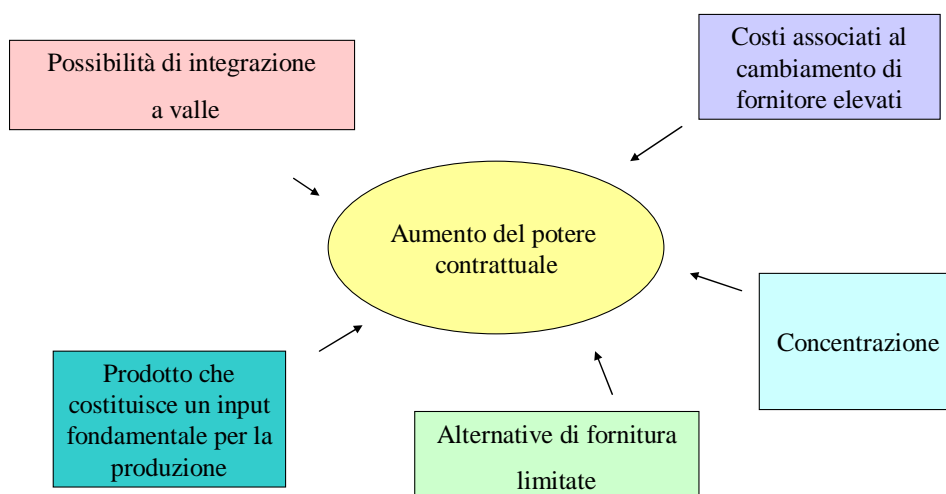 Possibilità di integrazione
a valle
Costi associati al
cambiamento di
fornitore elevati
Aumento del potere
contrattuale
Concentrazione
Prodotto che
costituisce un input
fondamentale per la
produzione
Alternative di fornitura
limitate